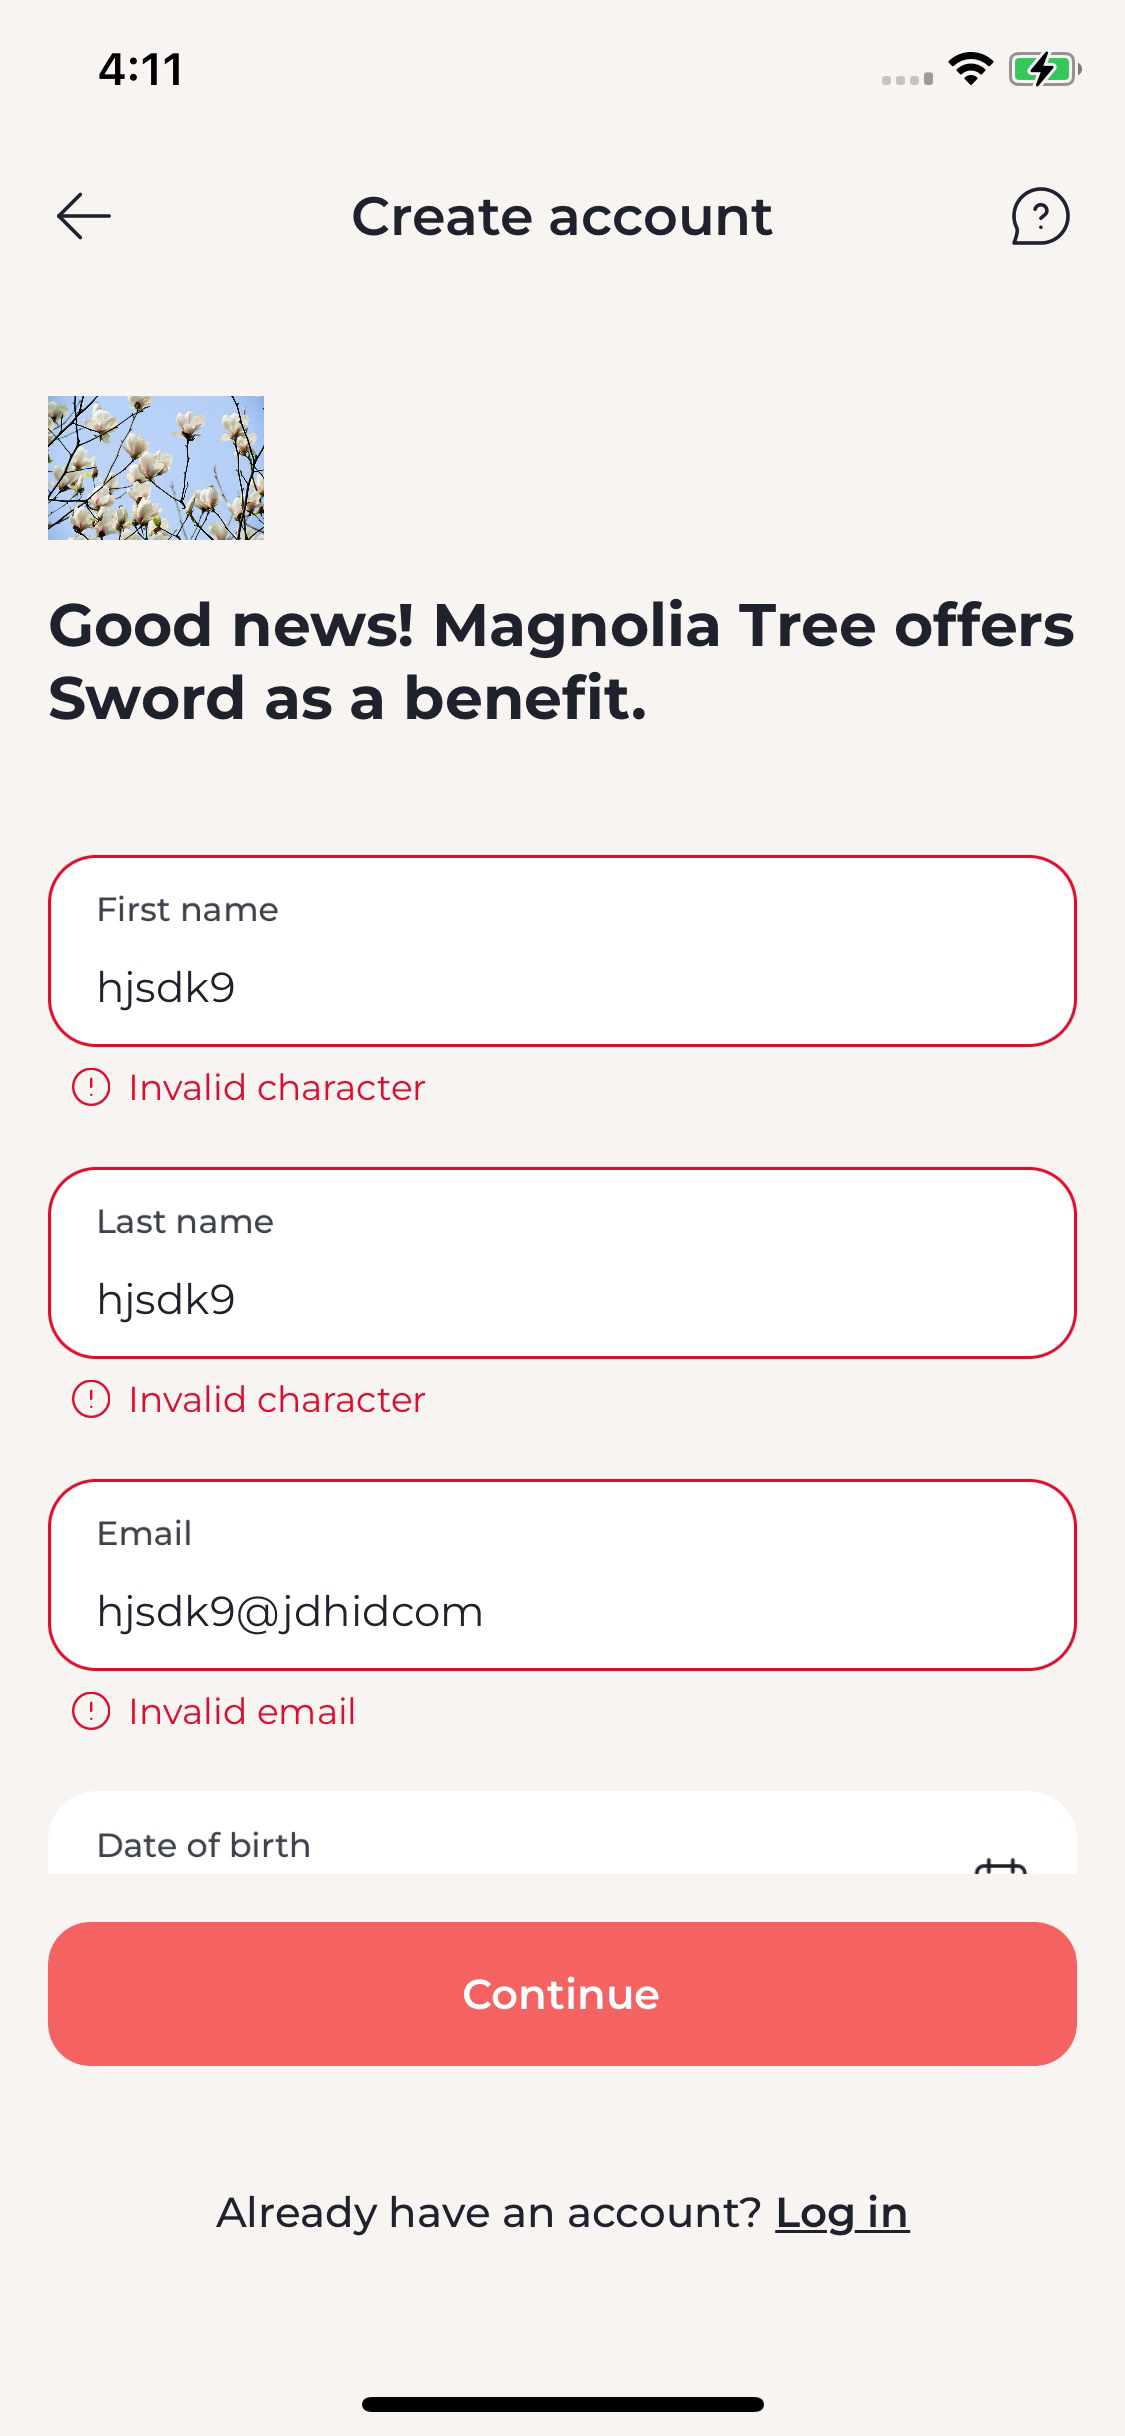 4:11
Create account
Good news! Magnolia Tree offers
Sword as a benefit.
First name
hjsdk9
Invalid character
Last name
hjsdk9
Invalid character
Email
hjsdk9@jdhidcom
Invalid email
Date of birth
Continue
Already have an account? Log in